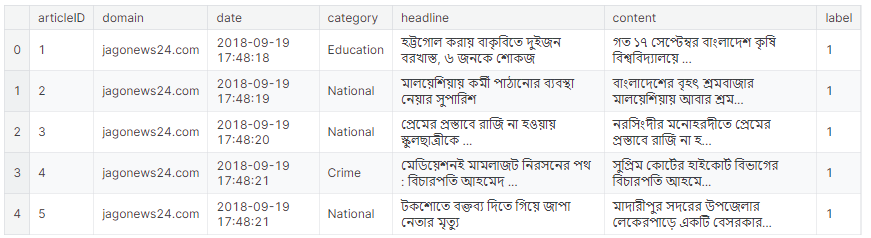 articleID domain date category headline content label
0 1 jagonews24.com 2018-09-19 17:48:18 Education হট্টগোল করায় বাকৃবিতে দুইজন বরখাস্ত, ৬ জনকে শোকজ গত ১৭ সেপ্টেম্বর বাংলাদেশ কৃষি বিশ্ববিদ্যালয়ে ... 1
1 2 jagonews24.com 2018-09-19 17:48:19 National মালয়েশিয়ায় কর্মী পাঠানোর ব্যবস্থা নেয়ার সুপারিশ বাংলাদেশের বৃহৎ শ্রমবাজার মালয়েশিয়ায় আবার শ্রম... 1
2 3 jagonews24.com 2018-09-19 17:48:20 National প্রেমের প্রস্তাবে রাজি না হওয়ায় স্কুলছাত্রীকে ... নরসিংদীর মনোহরদীতে প্রেমের প্রস্তাবে রাজি না হ... 1
3 4 jagonews24.com 2018-09-19 17:48:21 Crime মেডিয়েশনই মামলাজট নিরসনের পথ : বিচারপতি আহমেদ ... সুপ্রিম কোর্টের হাইকোর্ট বিভাগের বিচারপতি আহমে... 1
4 5 jagonews24.com 2018-09-19 17:48:21 National টকশোতে বক্তব্য দিতে গিয়ে জাপা নেতার মৃত্যু মাদারীপুর সদরের উপজেলার লেকেরপাড়ে একটি বেসরকার... 1